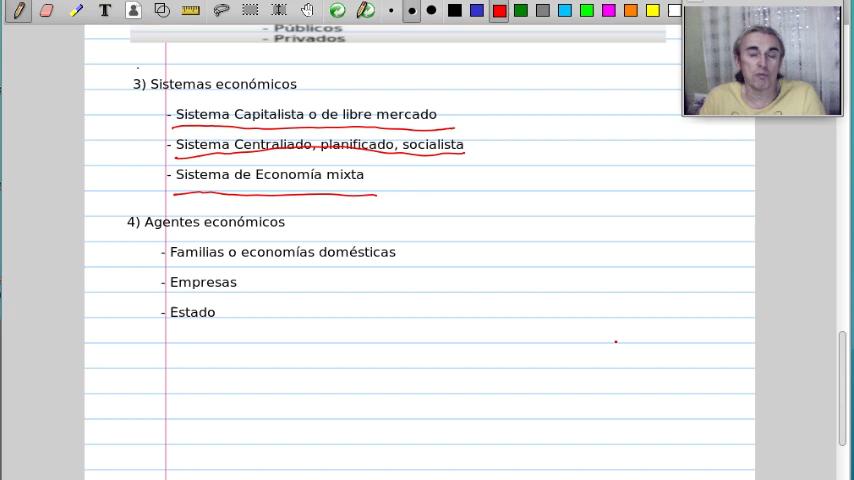 - Públicos
- Privados
3) Sistemas económicos
- Sistema Capitalista o de libre mercado
- Sistema Centraliado, planificado, socialista
- Sistema de Economía mixta
4) Agentes económicos
- Familias o economías domésticas
- Empresas
- Estado